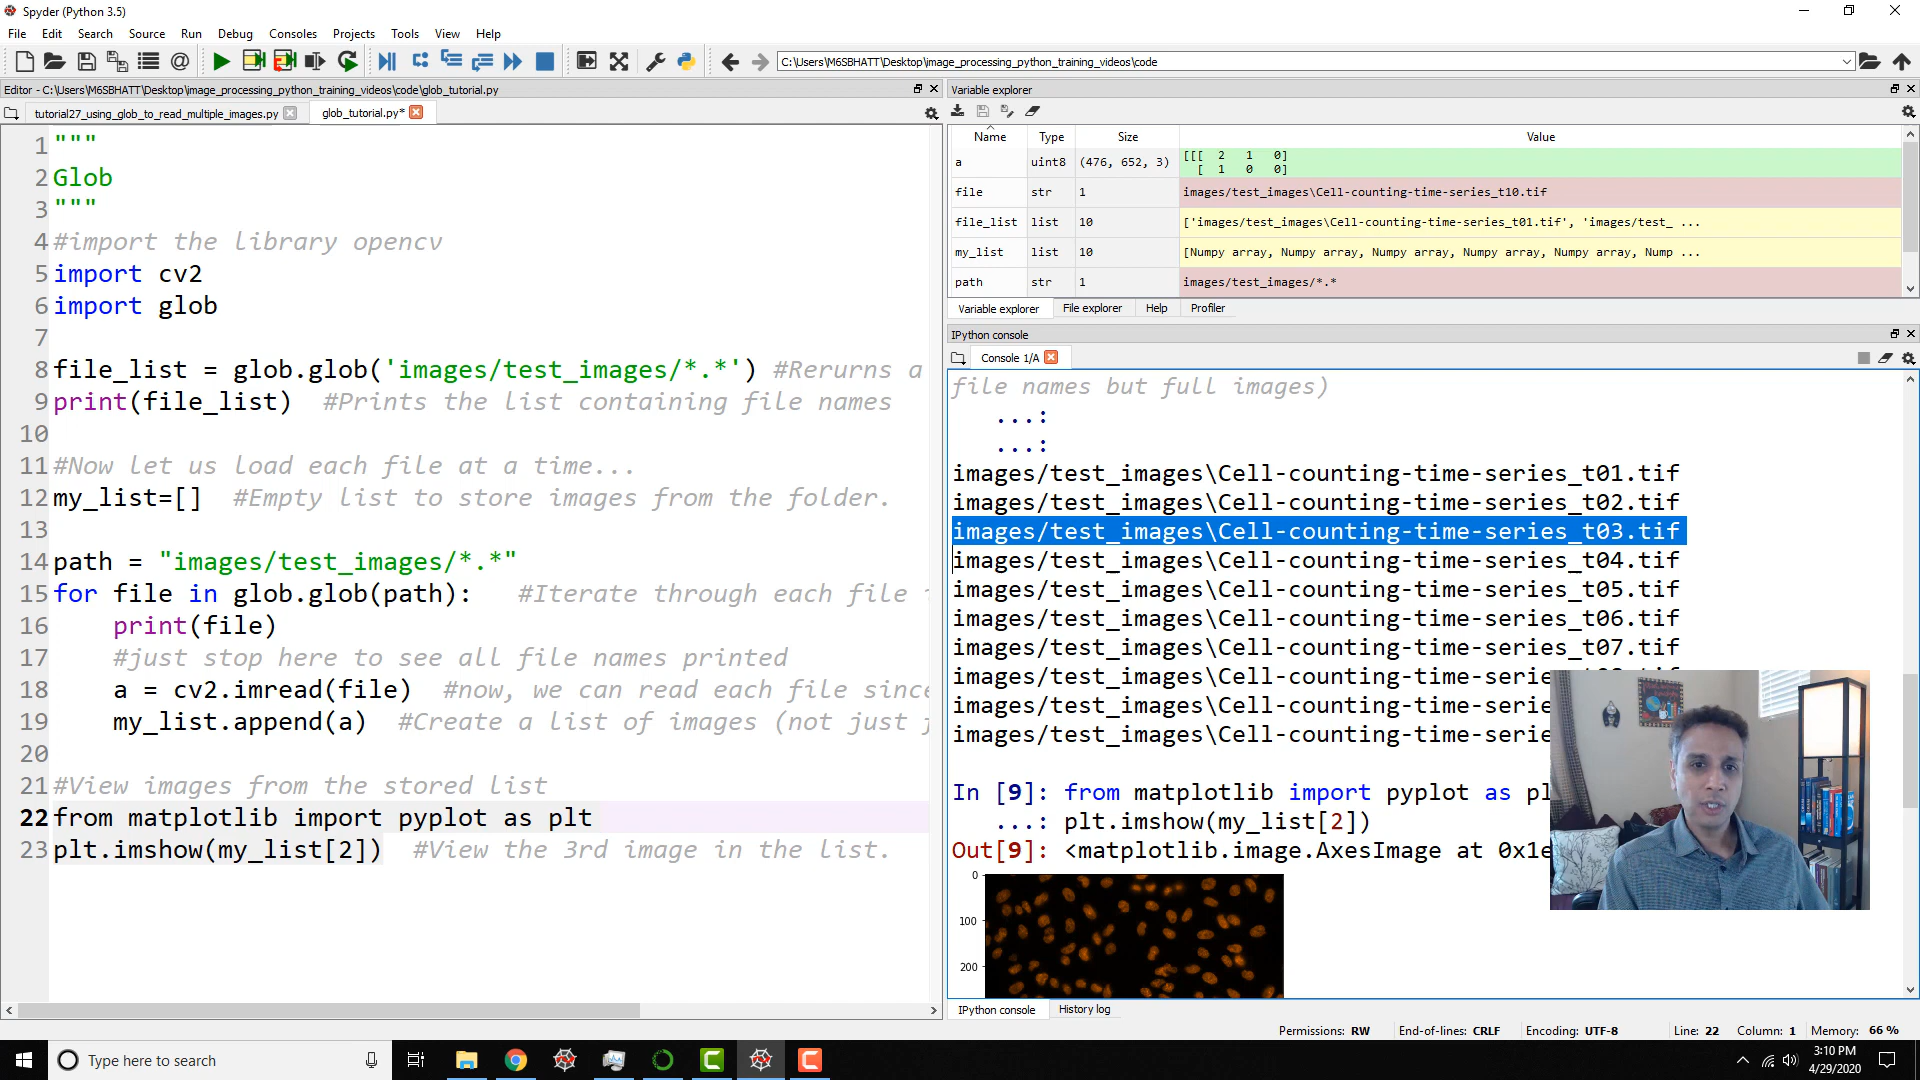 Spyder (Python 3.5)
File Edit Search Source Run Debug Consoles Projects Tools View Help
C:\Users\M6SBHATT\Desktop\image_processing_python_training_videos\code
Editor - C:\Users\M6SBHATT\Desktop\image_processing_python_training_videos\code\glob_tutorial.py
tutorial27_using_glob_to_read_multiple_images.py
glob_tutorial.py*
1 """
2 Glob
3 """
4 #import the library opencv
5 import cv2
6 import glob
7
8 file_list = glob.glob('images/test_images/*.*') #Rerurns a
9 print(file_list)  #Prints the list containing file names
10
11 #Now let us load each file at a time...
12 my_list=[]  #Empty list to store images from the folder.
13
14 path = "images/test_images/*.*"
15 for file in glob.glob(path):   #Iterate through each file
16     print(file)
17     #just stop here to see all file names printed
18     a = cv2.imread(file)  #now, we can read each file since
19     my_list.append(a)  #Create a list of images (not just
20
21 #View images from the stored list
22 from matplotlib import pyplot as plt
23 plt.imshow(my_list[2])  #View the 3rd image in the list.
Variable explorer
Name Type Size Value
a uint8 (476, 652, 3) [[[ 2 1 0]
[ 1 0 0]
file str 1 images/test_images\Cell-counting-time-series_t10.tif
file_list list 10 ['images/test_images\Cell-counting-time-series_t01.tif', 'images/test_ ...
my_list list 10 [Numpy array, Numpy array, Numpy array, Numpy array, Numpy array, Nump ...
path str 1 images/test_images/*.*
Variable explorer File explorer Help Profiler
IPython console
Console 1/A
file names but full images)
...:
...:
images/test_images\Cell-counting-time-series_t01.tif
images/test_images\Cell-counting-time-series_t02.tif
images/test_images\Cell-counting-time-series_t03.tif
images/test_images\Cell-counting-time-series_t04.tif
images/test_images\Cell-counting-time-series_t05.tif
images/test_images\Cell-counting-time-series_t06.tif
images/test_images\Cell-counting-time-series_t07.tif
images/test_images\Cell-counting-time-serie
images/test_images\Cell-counting-time-serie
images/test_images\Cell-counting-time-serie
In [9]: from matplotlib import pyplot as pl
...: plt.imshow(my_list[2])
Out[9]: <matplotlib.image.AxesImage at 0x1e
0
100
200
IPython console History log
Permissions: RW End-of-lines: CRLF Encoding: UTF-8 Line: 22 Column: 1 Memory: 66 %
Type here to search
3:10 PM
4/29/2020